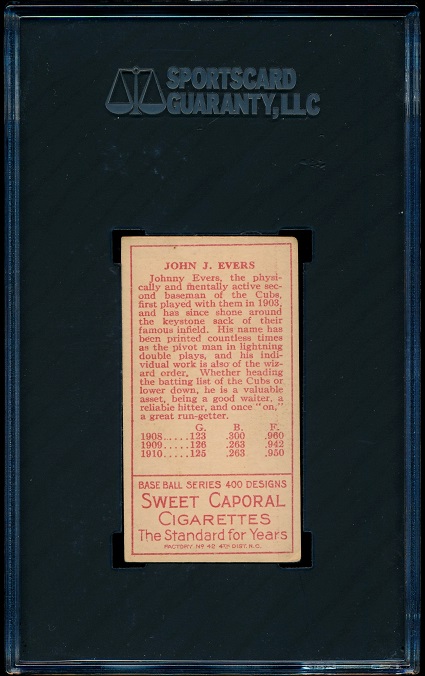 SPORTSCARD
GUARANTY, LLC
JOHN J. EVERS
Johnny Evers, the physi-
cally and mentally active sec-
ond baseman of the Cubs,
first played with them in 1903,
and has since shone around
the keystone sack of their
famous infield. His name has
been printed countless times
as the pivot man in lightning
double plays, and his indi-
vidual work is also of the wiz-
ard order. Whether heading
the batting list of the Cubs or
lower down, he is a valuable
asset, being a good waiter, a
reliable hitter, and once "on,"
a great run-getter.
G. B. F.
1908.....123 .300 .960
1909.....126 .263 .942
1910.....125 .263 .950
BASE BALL SERIES 400 DESIGNS
SWEET CAPORAL
CIGARETTES
The Standard for Years
FACTORY Nº 42 4TH DIST. N.C.